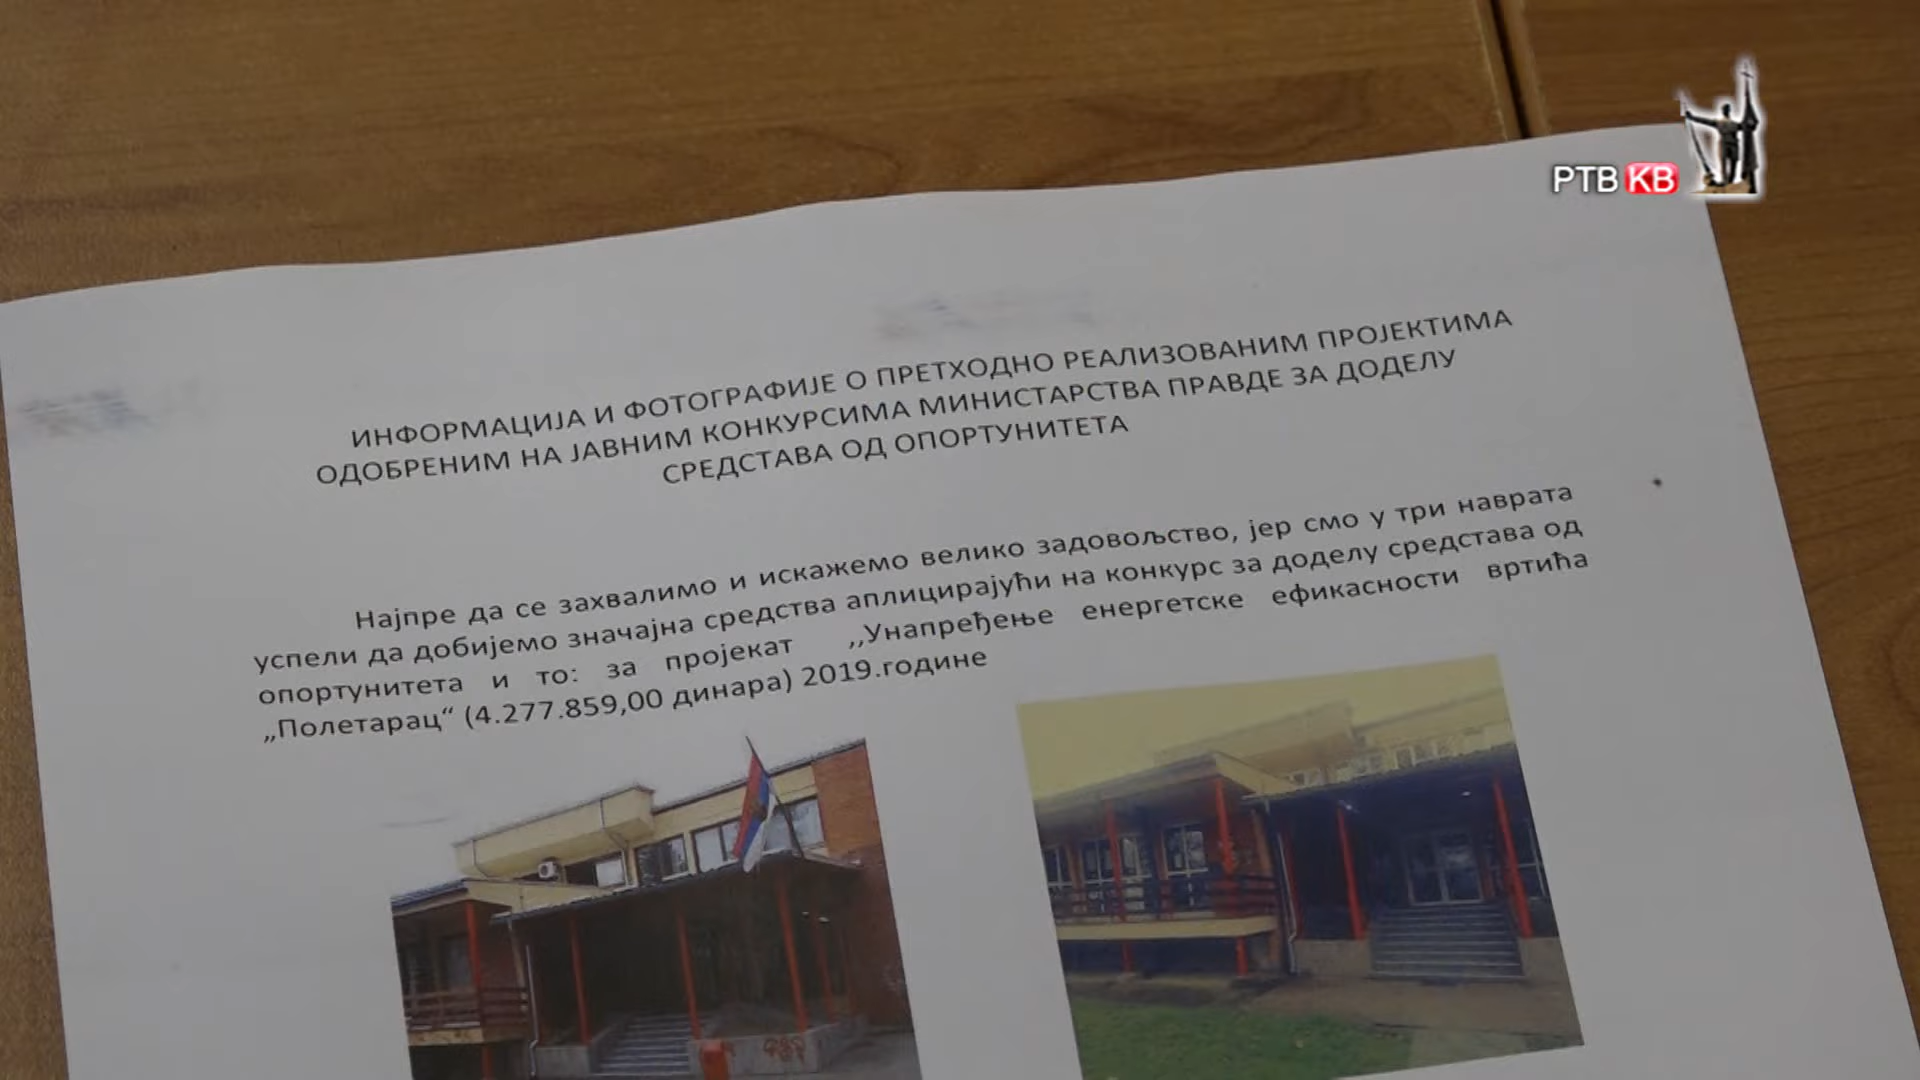 РТВ КВ
ИНФОРМАЦИЈА И ФОТОГРАФИЈЕ О ПРЕТХОДНО РЕАЛИЗОВАНИМ ПРОЈЕКТИМА
ОДОБРЕНИМ НА ЈАВНИМ КОНКУРСИМА МИНИСТАРСТВА ПРАВДЕ ЗА ДОДЕЛУ
СРЕДСТАВА ОД ОПОРТУНИТЕТА
Најпре да се захвалимо и искажемо велико задовољство, јер смо у три наврата
успели да добијемо значајна средства аплицирајући на конкурс за доделу средстава од
опортунитета и то: за пројекат ,,Унапређење енергетске ефикасности вртића
„Полетарац“ (4.277.859,00 динара) 2019.године